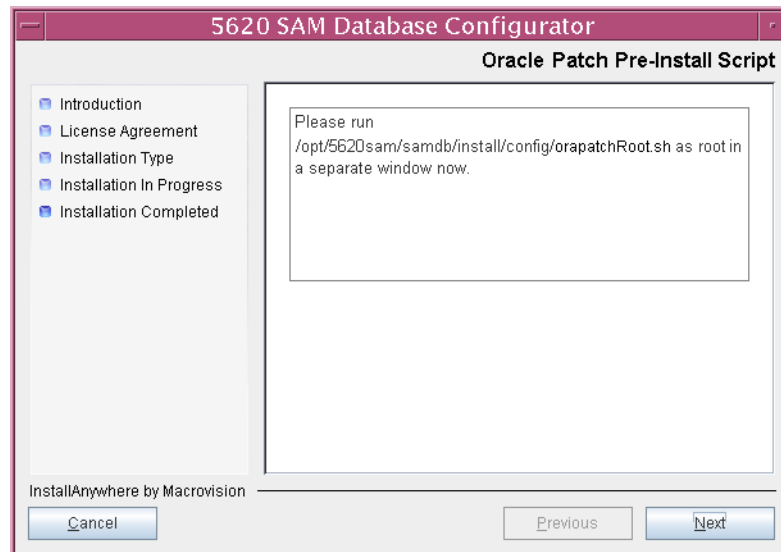 5620 SAM Database Configurator
Oracle Patch Pre-Install Script
Introduction
License Agreement
Installation Type
Installation In Progress
Installation Completed
Please run
/opt/5620sam/samdb/install/config/orapatchRoot.sh as root in
a separate window now.
InstallAnywhere by Macrovision
Cancel
Previous
Next